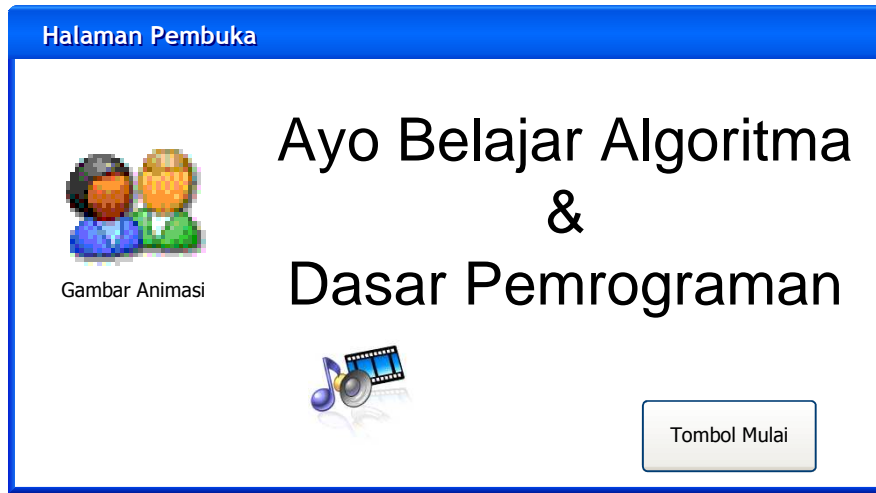 Halaman Pembuka
Ayo Belajar Algoritma
&
Dasar Pemrograman
Gambar Animasi
Tombol Mulai